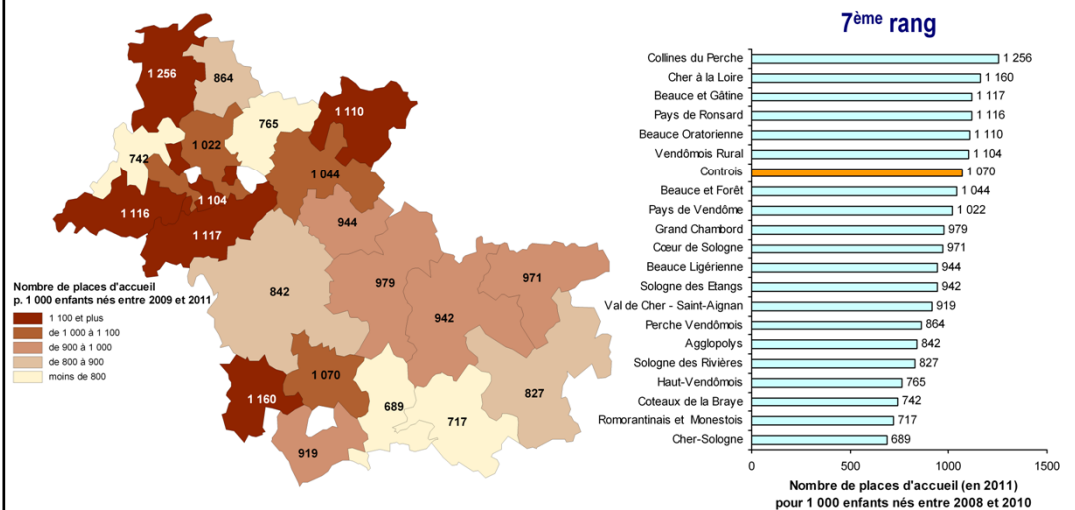 7ème rang
1 256
864
1 110
765
742
1 022
1 044
1 104
1 116
1 117
944
979
971
842
942
1 070
1 160
689
717
827
919
Nombre de places d'accueil
p. 1 000 enfants nés entre 2009 et 2011
1 100 et plus
de 1 000 à 1 100
de 900 à 1 000
de 800 à 900
moins de 800
Collines du Perche 1 256
Cher à la Loire 1 160
Beauce et Gâtine 1 117
Pays de Ronsard 1 116
Beauce Oratorienne 1 110
Vendômois Rural 1 104
Controis 1 070
Beauce et Forêt 1 044
Pays de Vendôme 1 022
Grand Chambord 979
Cœur de Sologne 971
Beauce Ligérienne 944
Sologne des Etangs 942
Val de Cher - Saint-Aignan 919
Perche Vendômois 864
Agglopolys 842
Sologne des Rivières 827
Haut-Vendômois 765
Coteaux de la Braye 742
Romorantinais et Monestois 717
Cher-Sologne 689
0 500 1000 1500
Nombre de places d'accueil (en 2011)
pour 1 000 enfants nés entre 2008 et 2010